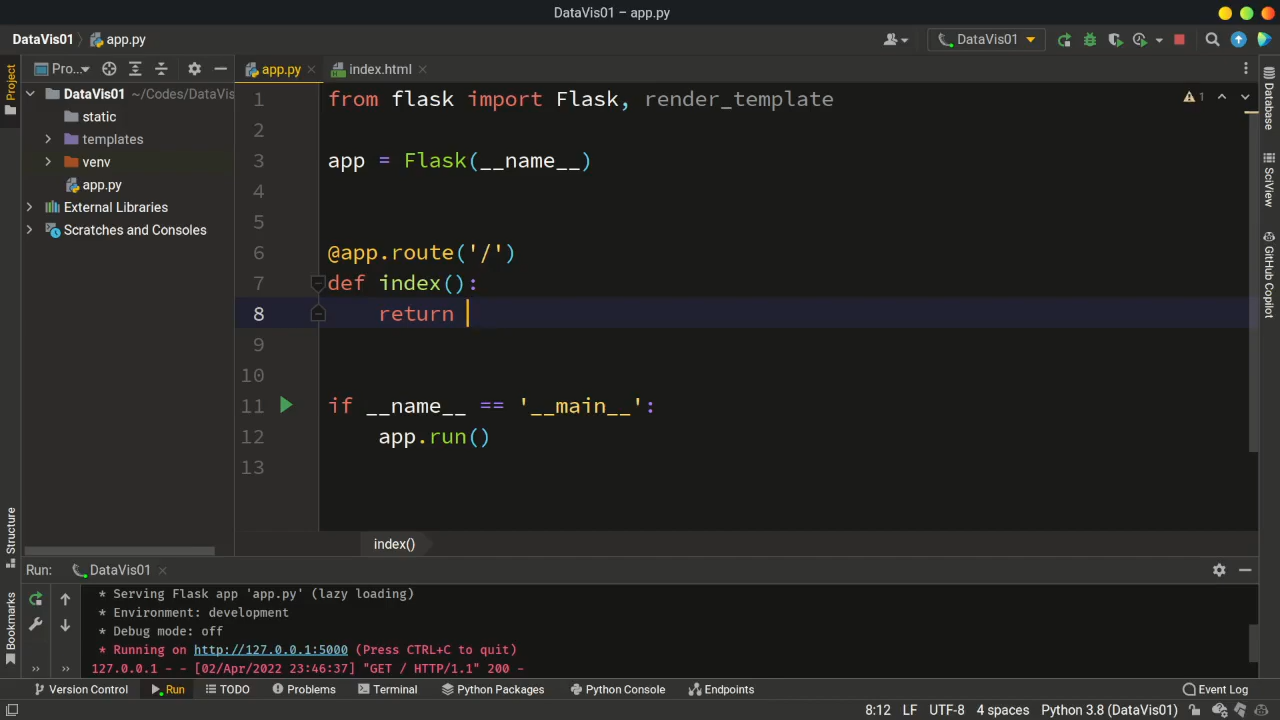 DataVis01 – app.py
DataVis01 app.py
DataVis01
Project
Pro...
app.py
index.html
DataVis01 ~/Codes/DataVis
static
templates
venv
app.py
External Libraries
Scratches and Consoles
1 from flask import Flask, render_template
2
3 app = Flask(__name__)
4
5
6 @app.route('/')
7 def index():
8 return
9
10
11 if __name__ == '__main__':
12 app.run()
13
1
Database
SciView
GitHub Copilot
Structure
Bookmarks
index()
Run: DataVis01
* Serving Flask app 'app.py' (lazy loading)
* Environment: development
* Debug mode: off
* Running on http://127.0.0.1:5000 (Press CTRL+C to quit)
127.0.0.1 - - [02/Apr/2022 23:46:37] "GET / HTTP/1.1" 200 -
Version Control Run TODO Problems Terminal Python Packages Python Console Endpoints Event Log
8:12 LF UTF-8 4 spaces Python 3.8 (DataVis01)